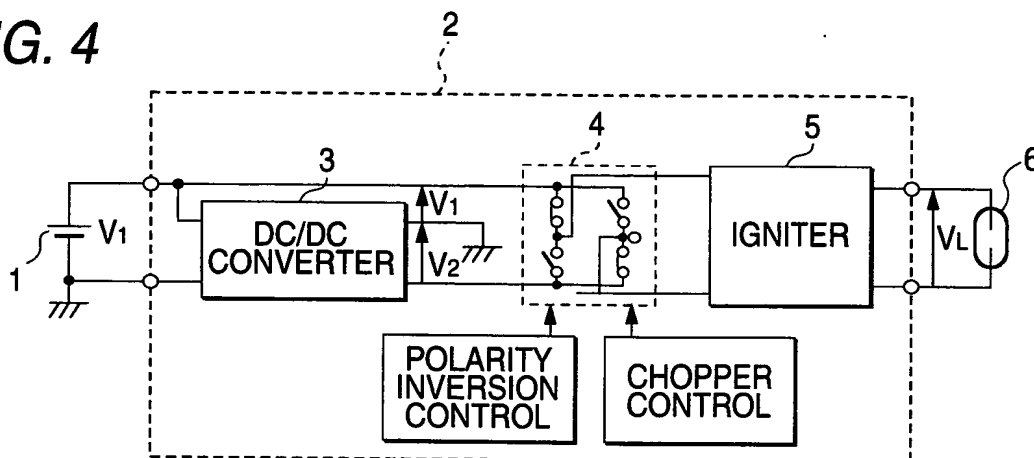 G. 4
2
3
4
5
6
1
V1
DC/DC
CONVERTER
V1
V2
IGNITER
VL
POLARITY
INVERSION
CONTROL
CHOPPER
CONTROL